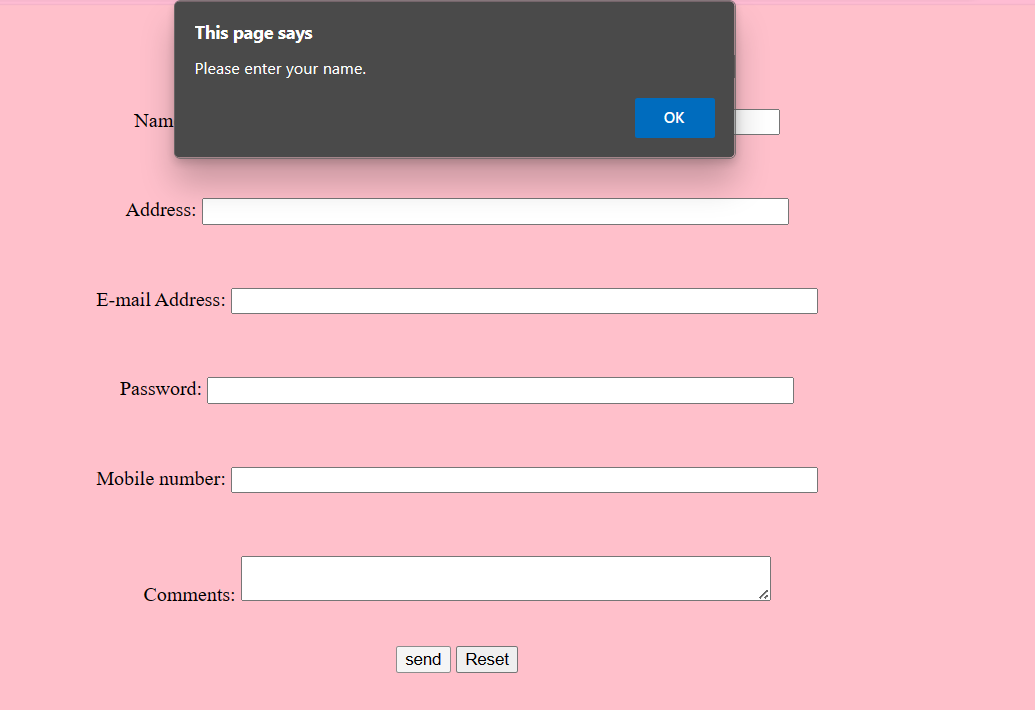 This page says
Please enter your name.
OK
Nam
Address:
E-mail Address:
Password:
Mobile number:
Comments:
send Reset